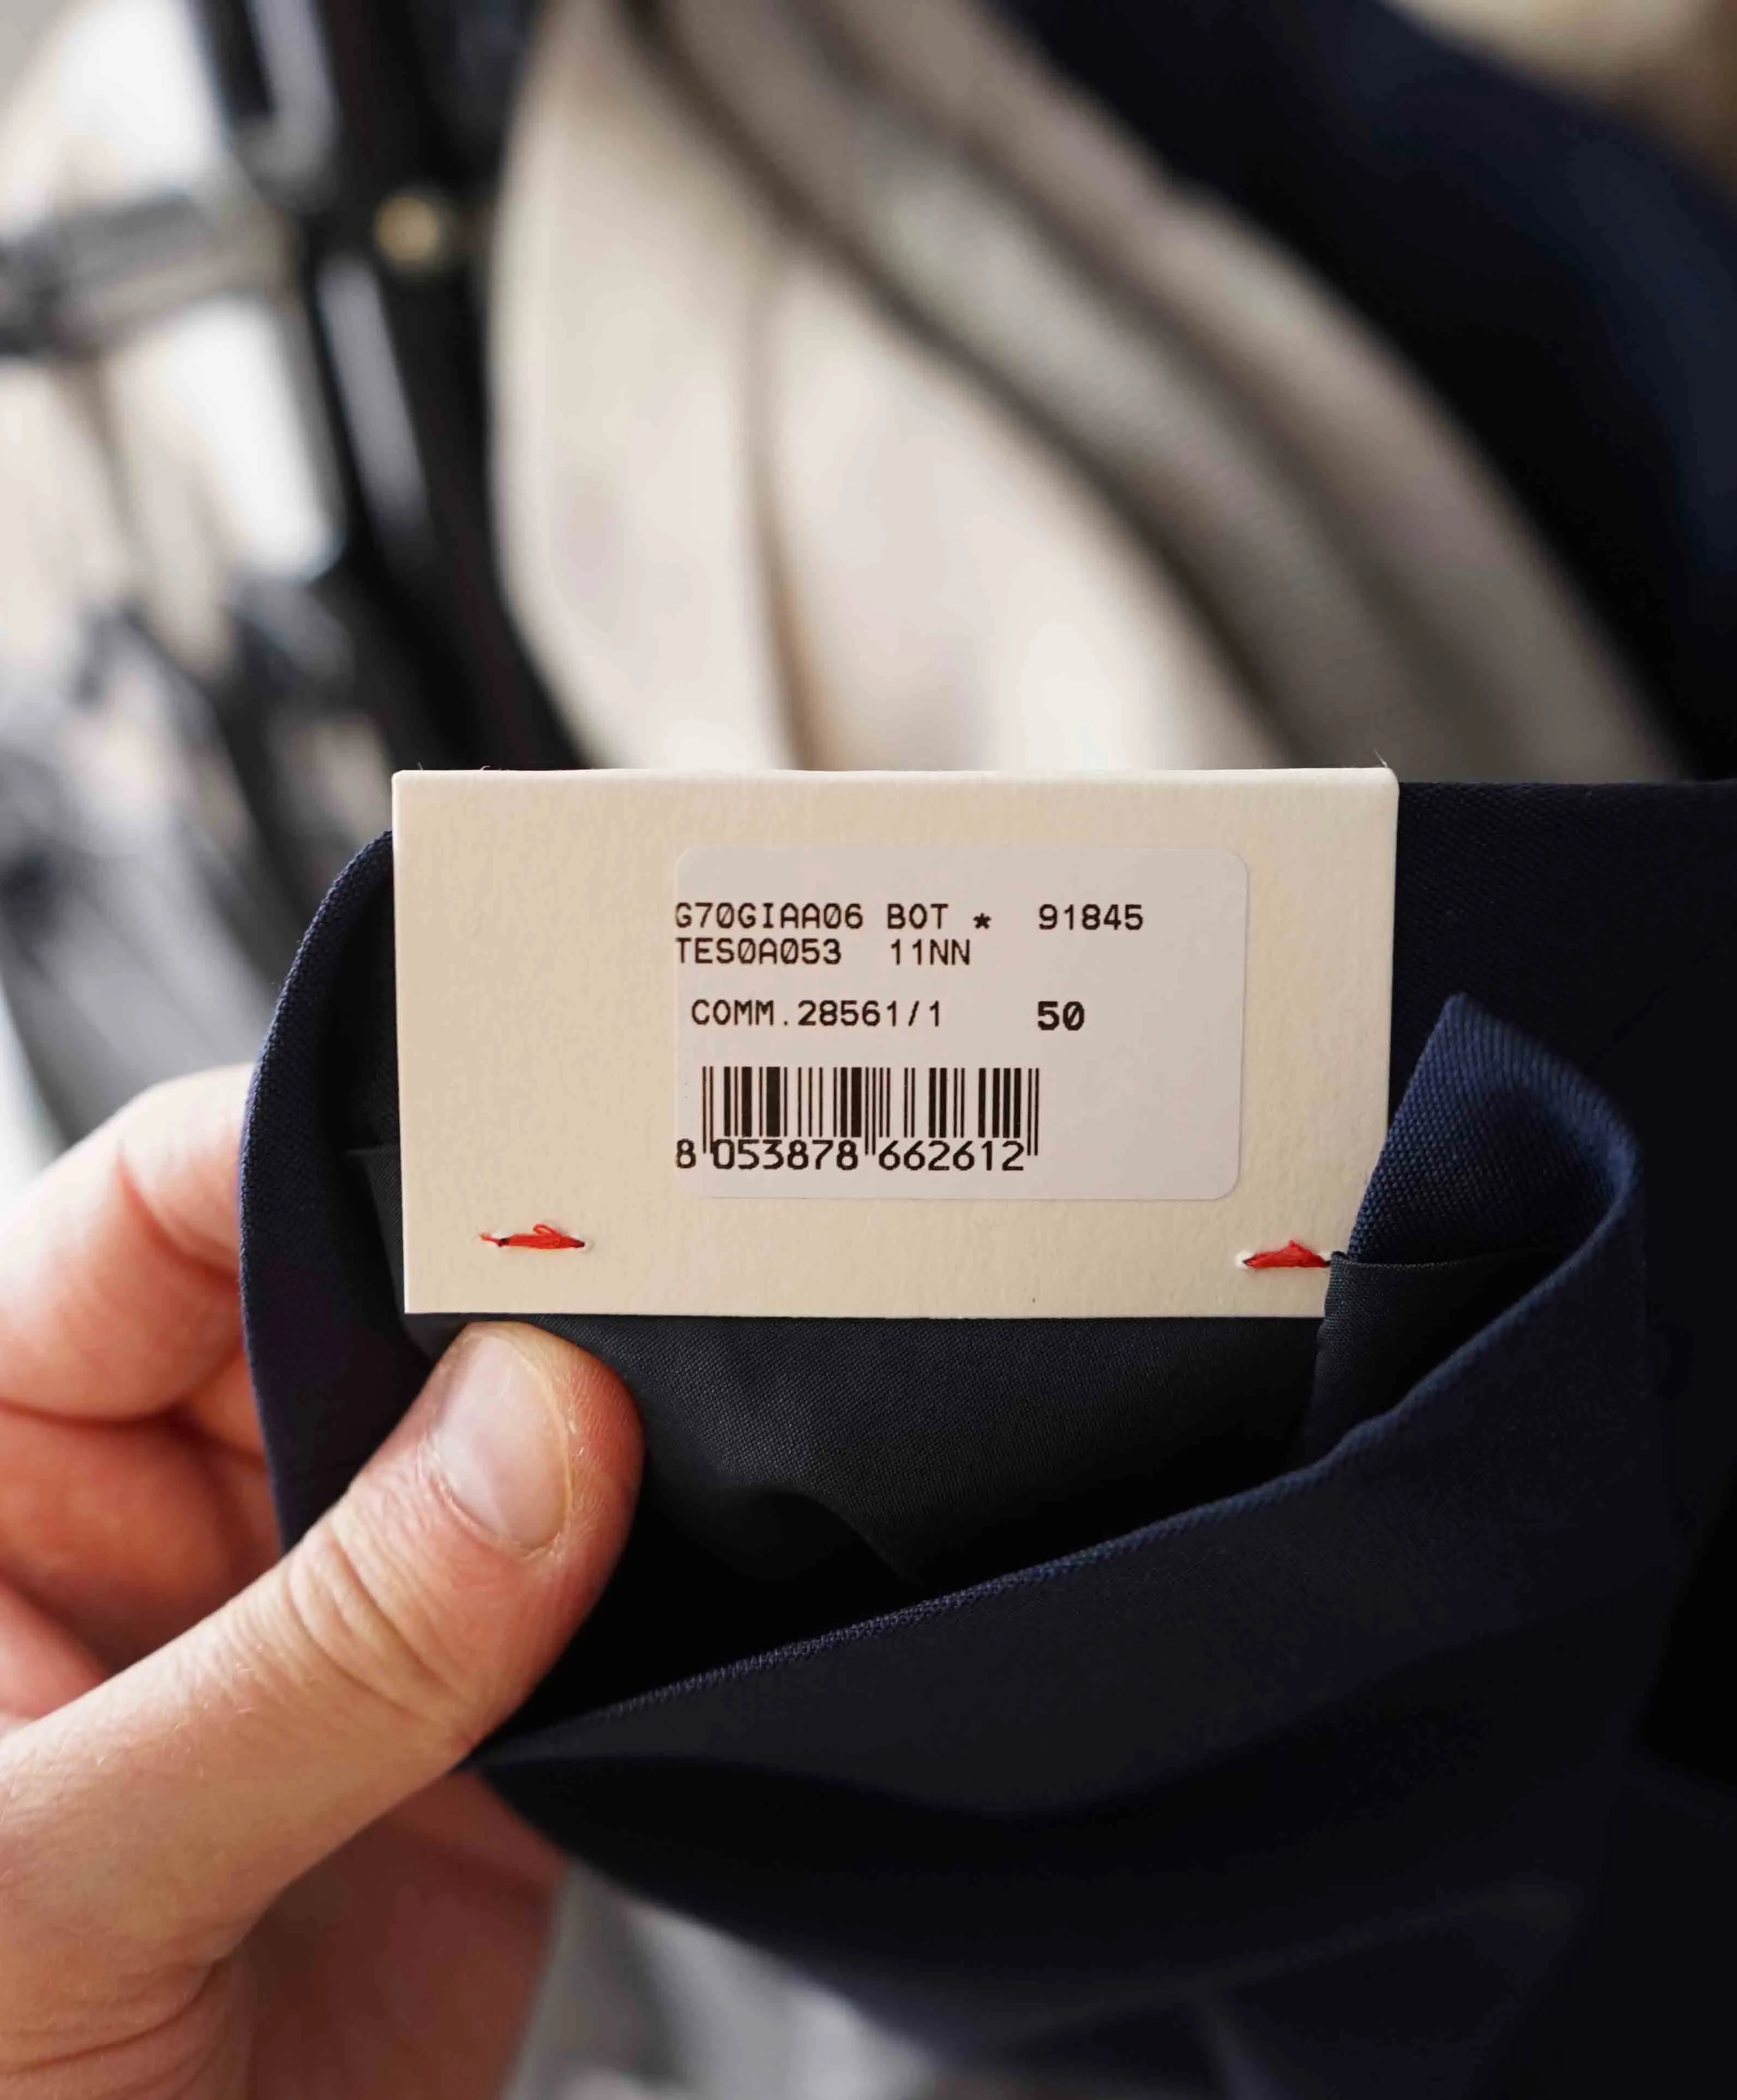 G70GIAA06 BOT * 91845
TES0A053 11NN
COMM.28561/1 50
8 053878 662612